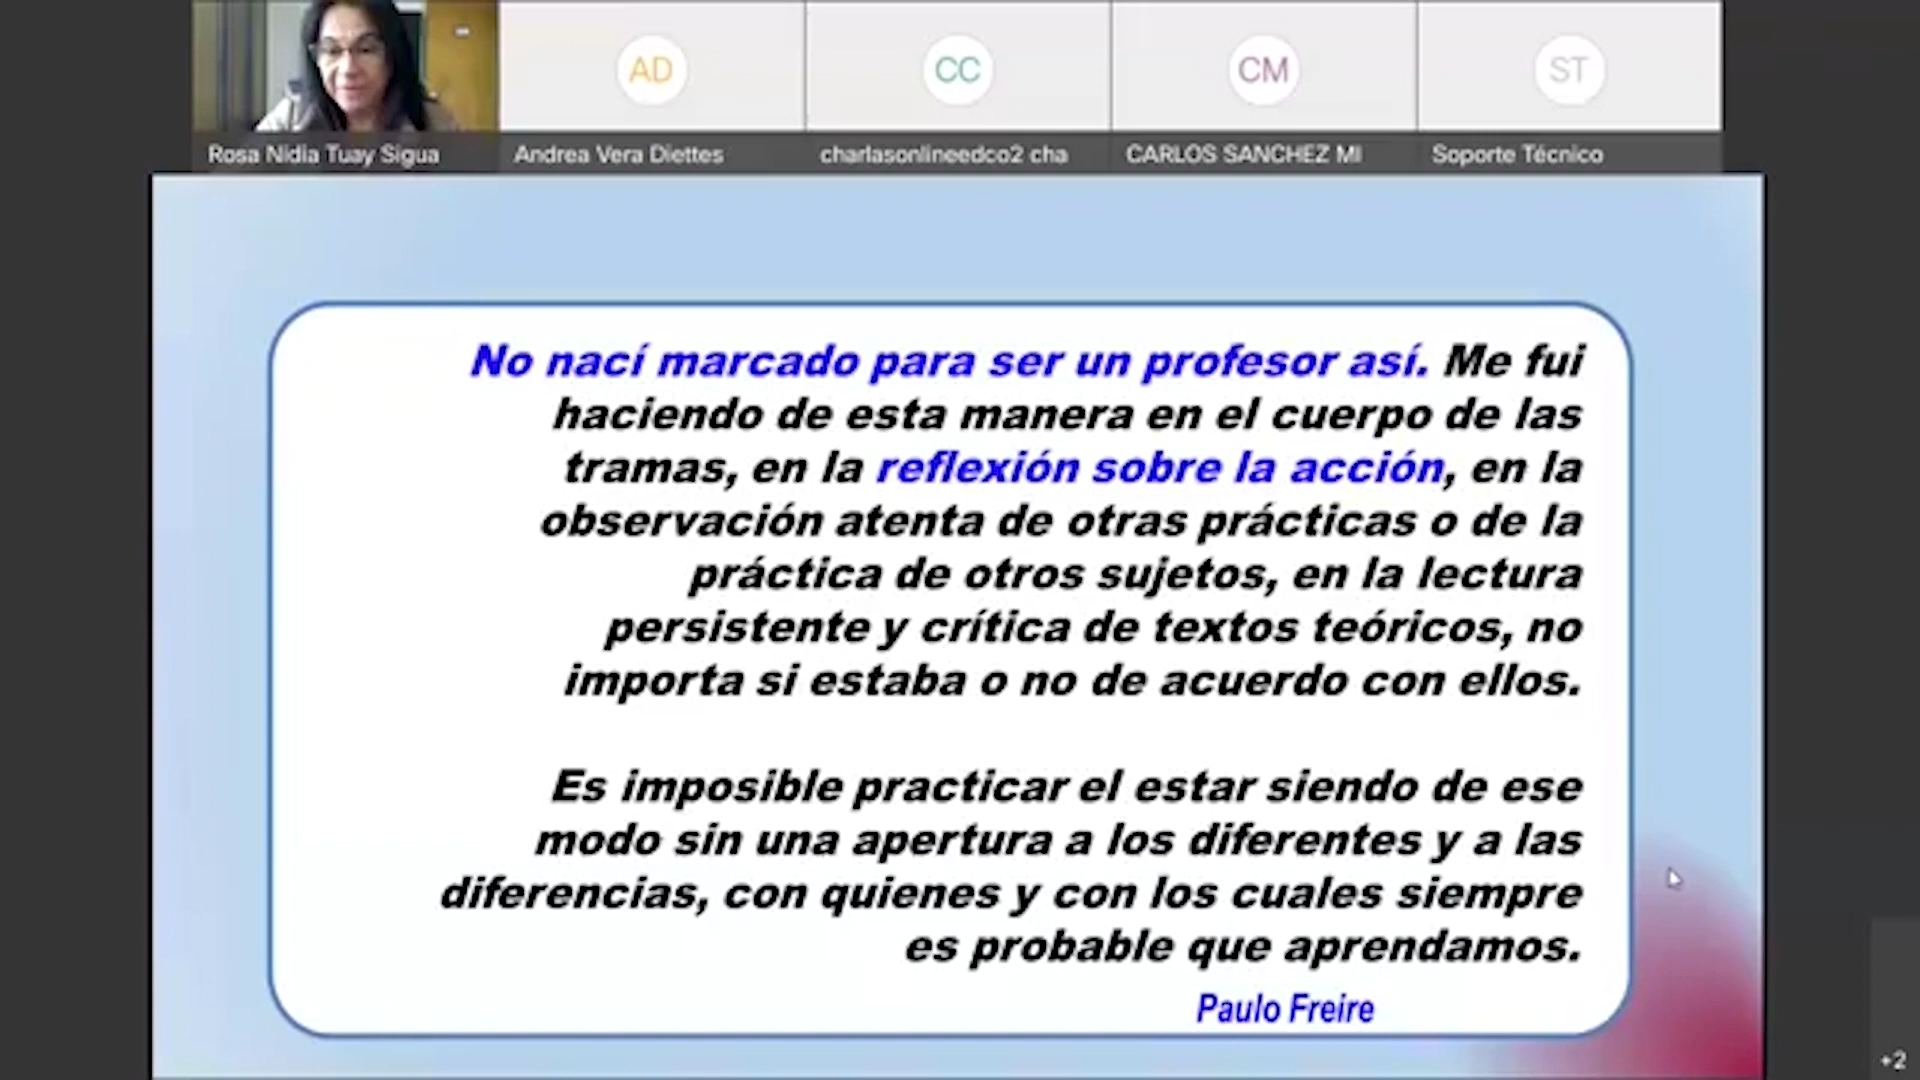 AD
CC
CM
ST
Rosa Nidia Tuay Sigua
Andrea Vera Diettes
charlasonlineedco2 cha
CARLOS SANCHEZ MI
Soporte Técnico
No nací marcado para ser un profesor así. Me fui
haciendo de esta manera en el cuerpo de las
tramas, en la reflexión sobre la acción, en la
observación atenta de otras prácticas o de la
práctica de otros sujetos, en la lectura
persistente y crítica de textos teóricos, no
importa si estaba o no de acuerdo con ellos.
Es imposible practicar el estar siendo de ese
modo sin una apertura a los diferentes y a las
diferencias, con quienes y con los cuales siempre
es probable que aprendamos.
Paulo Freire
+2